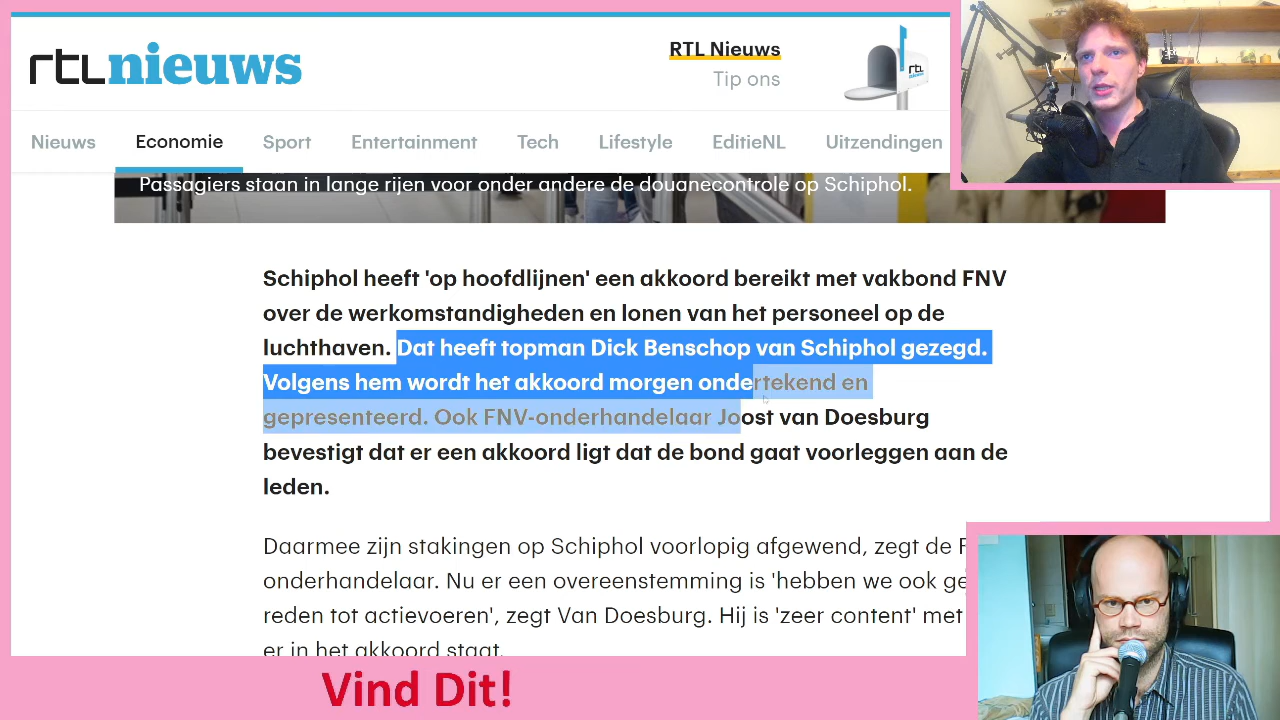 rtlnieuws
RTL Nieuws
Tip ons
rtl
nieuws
Nieuws Economie Sport Entertainment Tech Lifestyle EditieNL Uitzendingen
Passagiers staan in lange rijen voor onder andere de douanecontrole op Schiphol.
Schiphol heeft 'op hoofdlijnen' een akkoord bereikt met vakbond FNV
over de werkomstandigheden en lonen van het personeel op de
luchthaven. Dat heeft topman Dick Benschop van Schiphol gezegd.
Volgens hem wordt het akkoord morgen ondertekend en
gepresenteerd. Ook FNV-onderhandelaar Joost van Doesburg
bevestigt dat er een akkoord ligt dat de bond gaat voorleggen aan de
leden.
Daarmee zijn stakingen op Schiphol voorlopig afgewend, zegt de
onderhandelaar. Nu er een overeenstemming is 'hebben we ook
reden tot actievoeren', zegt Van Doesburg. Hij is 'zeer content' met
er in het akkoord staat.
Vind Dit!